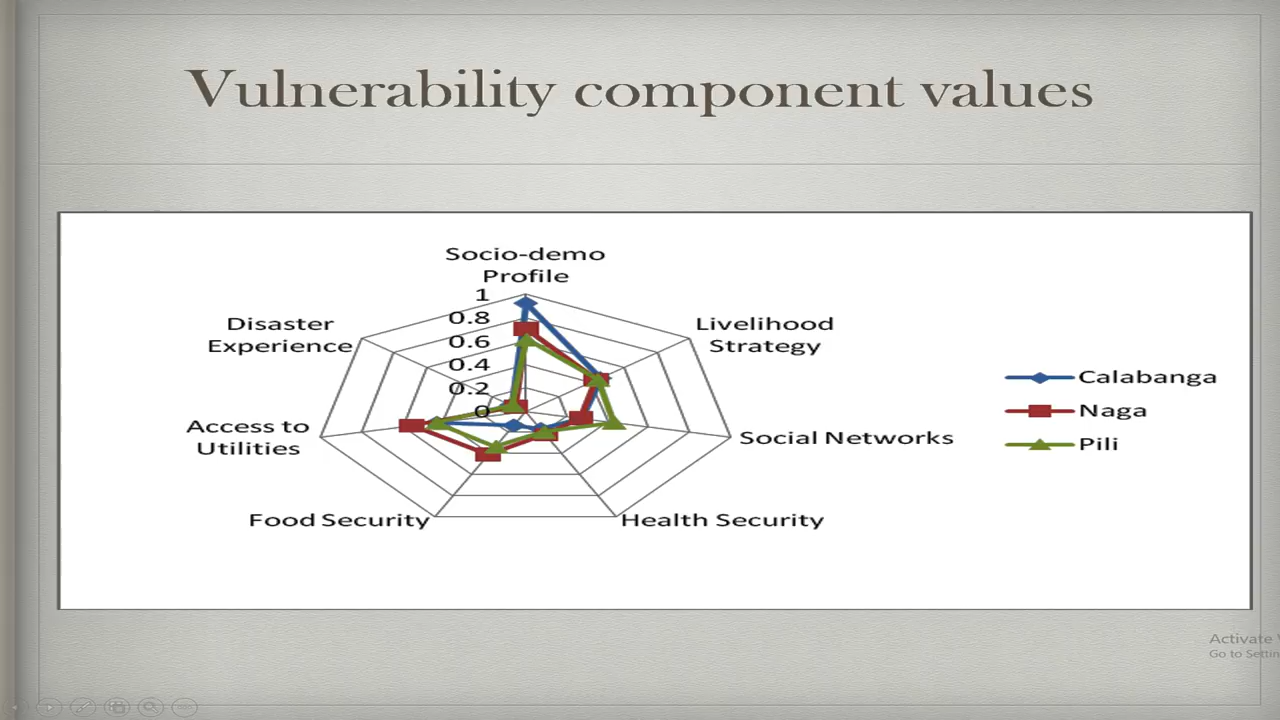 Vulnerability component values
Socio-demo
Profile
1
0.8
0.6
0.4
0.2
0
Livelihood
Strategy
Social Networks
Health Security
Food Security
Access to
Utilities
Disaster
Experience
Calabanga
Naga
Pili
Activate
Go to Settin